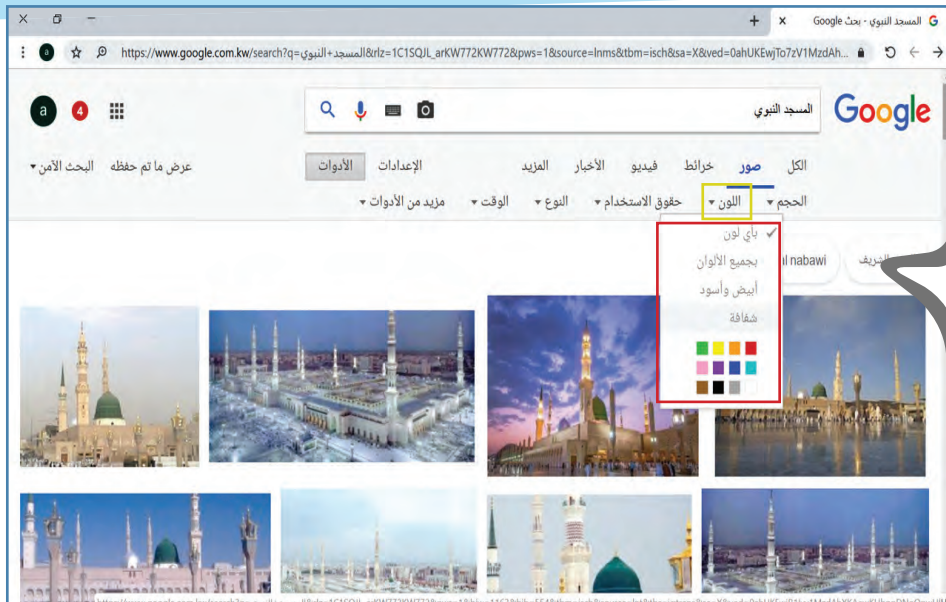 المسجد النبوي - بحث Google
https://www.google.com.kw/search?q=المسجد+النبوي&rlz=1C1SQJL_arKW772KW772&pws=1&source=lnms&tbm=isch&sa=X&ved=0ahUKEwjTo7zV1MzdAh...
a
Google
المسجد النبوي
4
a
الكل صور خرائط فيديو الأخبار المزيد الإعدادات الأدوات
عرض ما تم حفظه البحث الآمن
الحجم اللون حقوق الاستخدام النوع الوقت مزيد من الأدوات
بأي لون
بجميع الألوان
أبيض وأسود
شفافة
الشريف
al nabawi